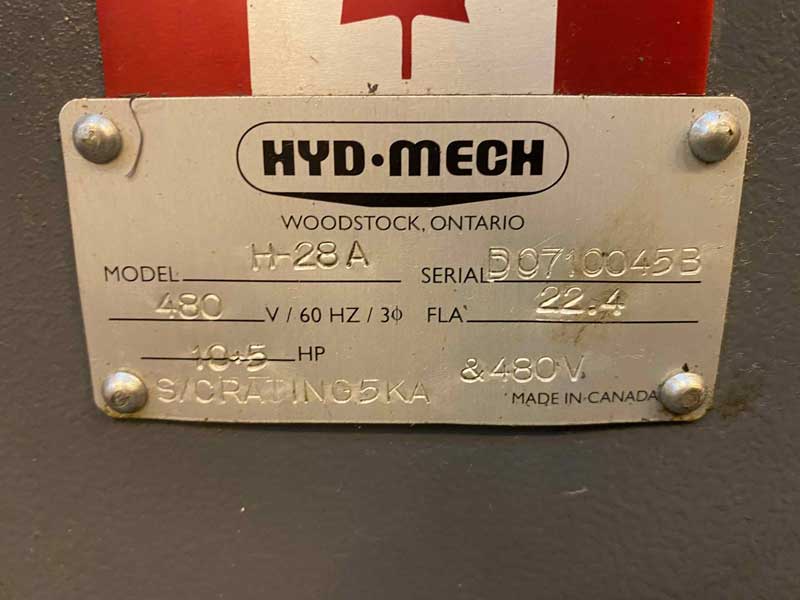 HYD·MECH
WOODSTOCK, ONTARIO
MODEL H-28A SERIAL D0710045B
480 V / 60 HZ / 3ϕ FLA 22.4
10+5 HP
S/C RATING 5KA & 480V
MADE IN CANADA